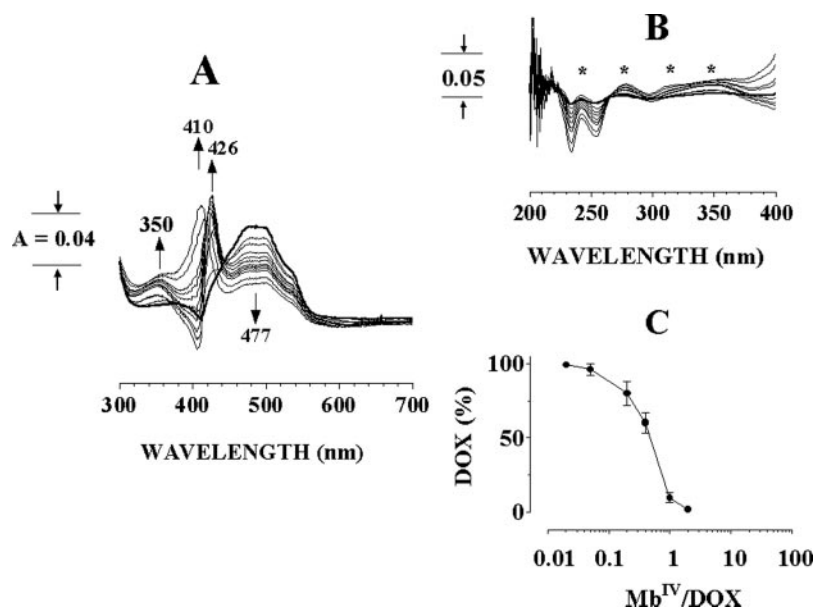 A
410
426
350
A = 0.04
477
300 400 500 600 700
WAVELENGTH (nm)
B
0.05
* * * *
200 250 300 350 400
WAVELENGTH (nm)
C
100
50
0
DOX (%)
0.01 0.1 1 10 100
Mb^IV/DOX